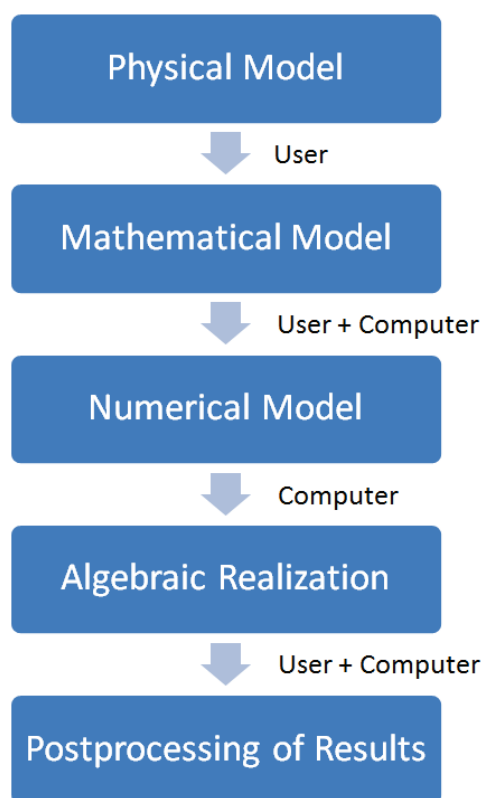 Physical Model
User
Mathematical Model
User + Computer
Numerical Model
Computer
Algebraic Realization
User + Computer
Postprocessing of Results